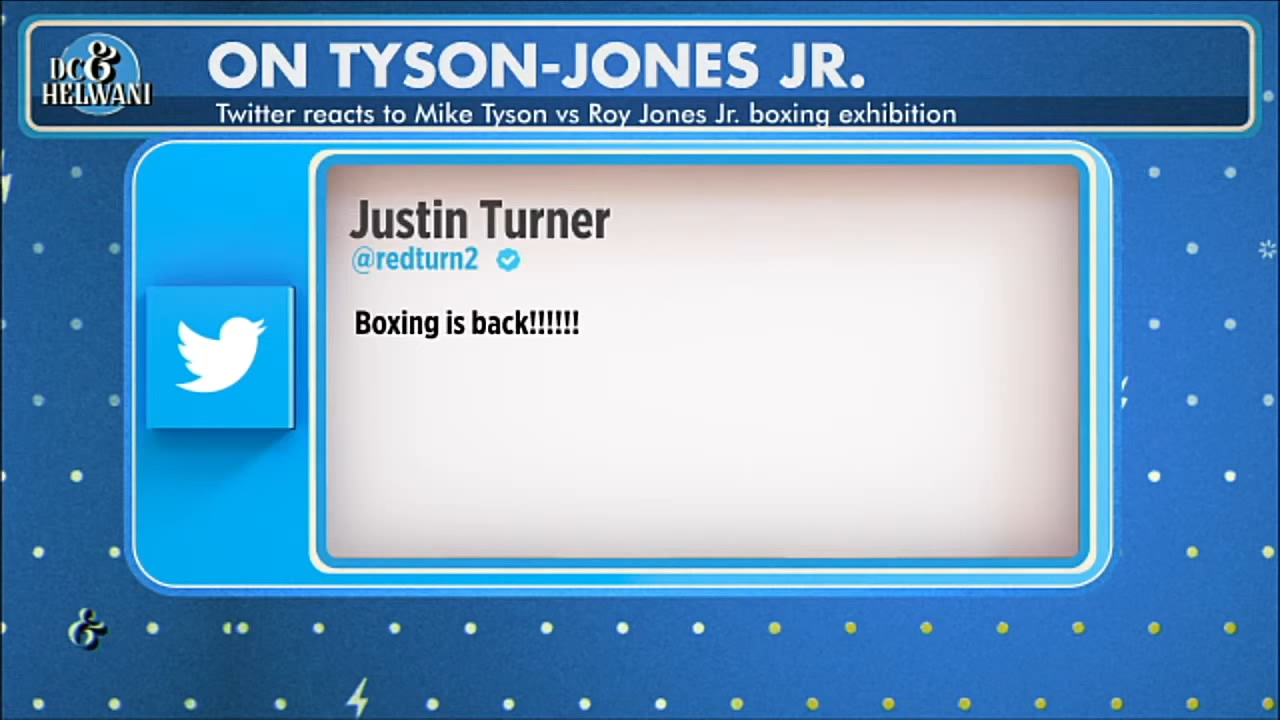 DC & HELWANI
ON TYSON-JONES JR.
Twitter reacts to Mike Tyson vs Roy Jones Jr. boxing exhibition
Justin Turner
@redturn2
Boxing is back!!!!!!
&